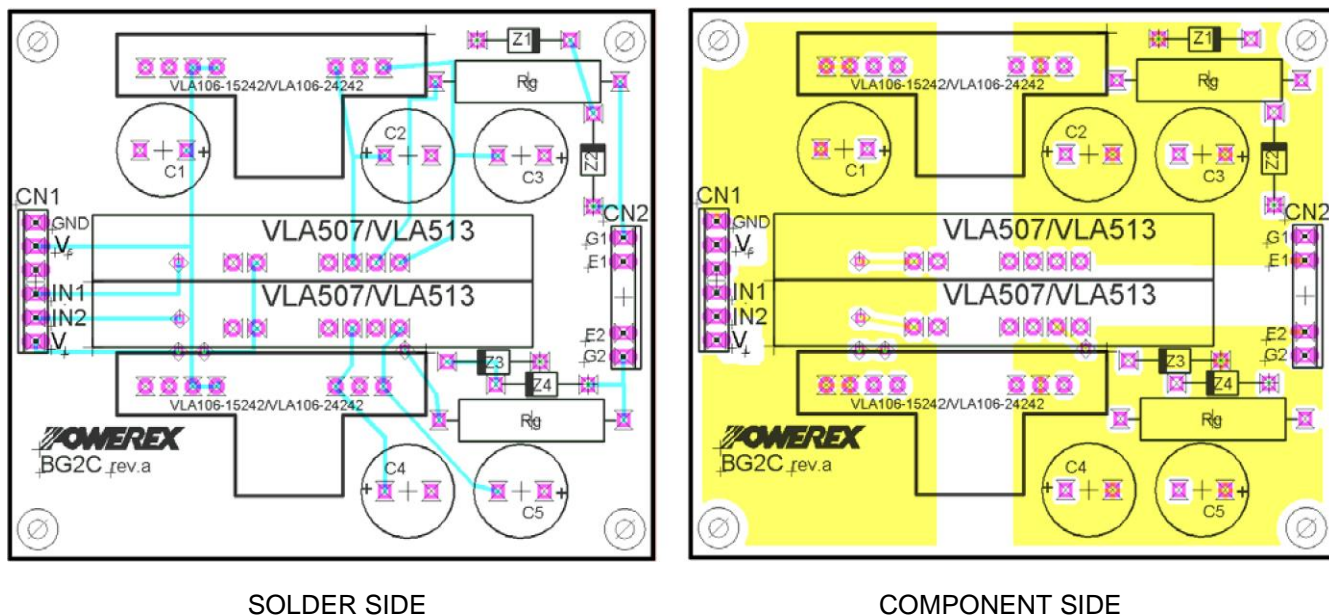 Z1
Rg
VLA106-15242/VLA106-24242
C1
C2
C3
Z2
CN1
CN2
GND
VLA507/VLA513
G1
V
E1
IN1
VLA507/VLA513
IN2
E2
V+
G2
Z3
Z4
VLA106-15242/VLA106-24242
Rg
POWEREX
BG2C rev.a
C4
C5
SOLDER SIDE
Z1
Rg
VLA106-15242/VLA106-24242
C1
C2
C3
Z2
CN1
CN2
GND
VLA507/VLA513
G1
V
E1
IN1
VLA507/VLA513
IN2
E2
V+
G2
Z3
Z4
VLA106-15242/VLA106-24242
Rg
POWEREX
BG2C rev.a
C4
C5
COMPONENT SIDE